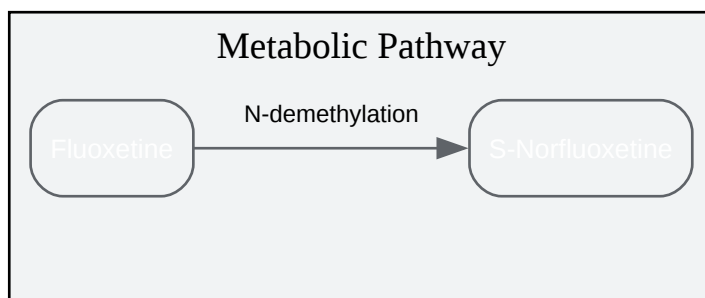 Metabolic Pathway
N-demethylation
Fluoxetine
S-Norfluoxetine